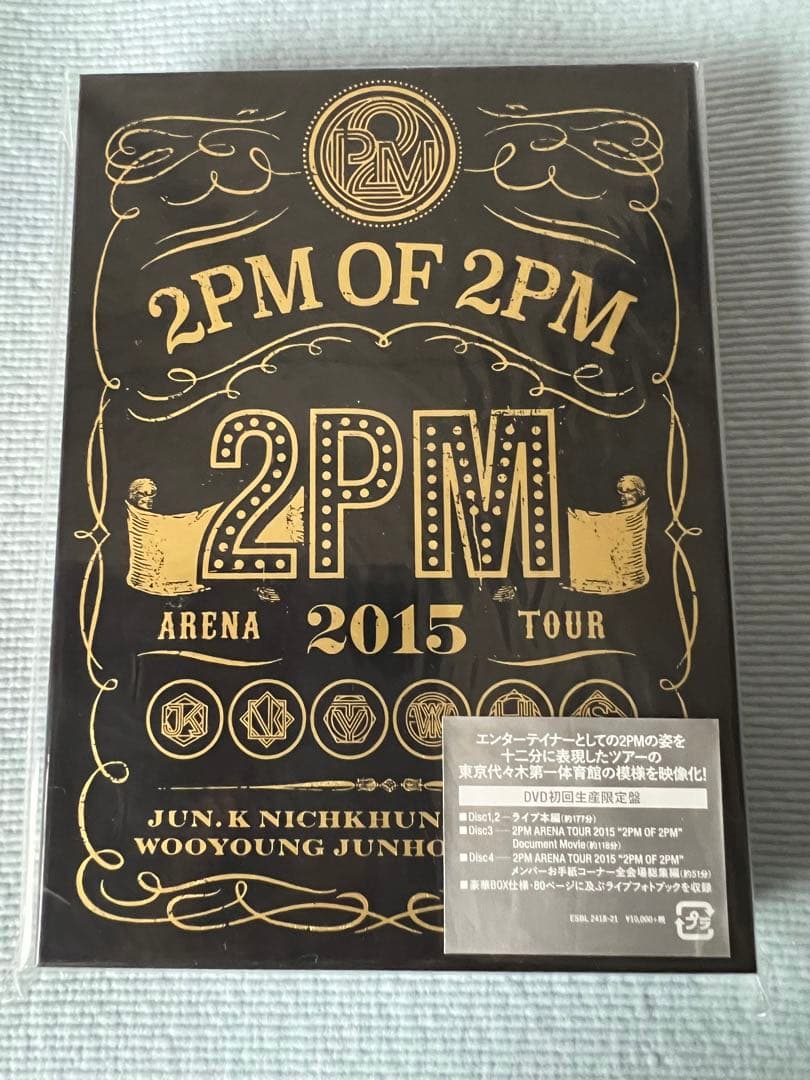 2PM
2PM OF 2PM
2PM
ARENA 2015 TOUR
JK N TY W H S
JUN.K NICHKHUN
WOOYOUNG JUNHO
エンターテイナーとしての2PMの姿を
十二分に表現したツアーの
東京代々木第一体育館の模様を映像化!
DVD初回生産限定盤
■Disc1,2―ライブ本編(約177分)
■Disc3―2PM ARENA TOUR 2015 "2PM OF 2PM"
Document Movie(約118分)
■Disc4―2PM ARENA TOUR 2015 "2PM OF 2PM"
メンバーお手紙コーナー全会場総集編(約51分)
■豪華BOX仕様・80ページに及ぶライブフォトブックを収録
ESBL 2418-21 ¥10,000+税
プラ